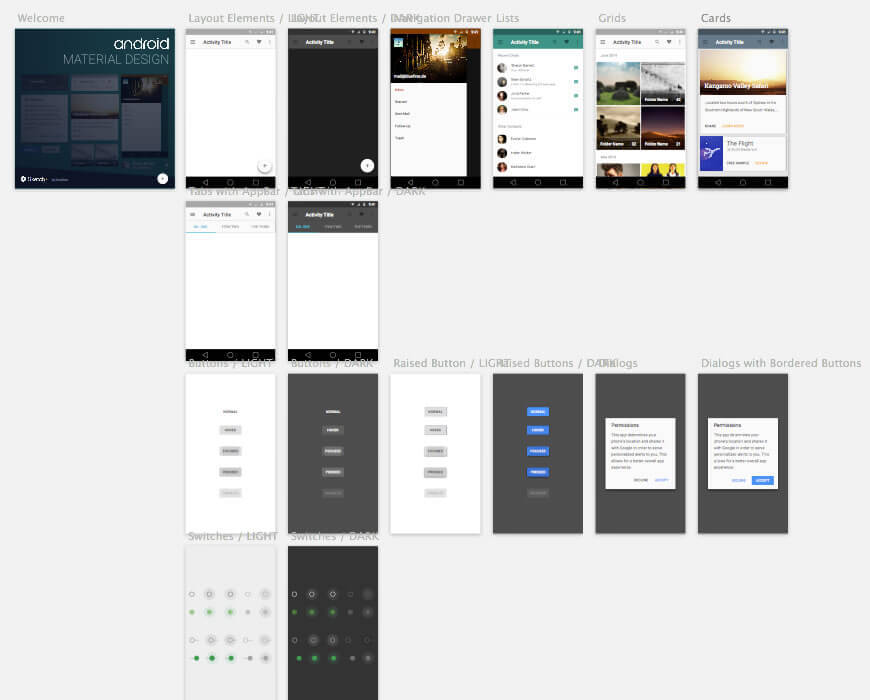 Welcome
Layout Elements / LIGHT
Layout Elements / DARK
Navigation Drawer
Lists
Grids
Cards
android
MATERIAL DESIGN
Activity Title
Activity Title
Activity Title
Activity Title
Activity Title
Inbox
Starred
Sent Mail
Follow up
Trash
Folder Name
Folder Name
Folder Name
Kangaroo Valley Safari
SHARE
LEARN MORE
The Flight
FREE SAMPLE
Tabs with AppBar / LIGHT
Tabs with AppBar / DARK
Activity Title
Activity Title
Buttons / LIGHT
Buttons / DARK
Raised Button / LIGHT
Raised Buttons / DARK
Dialogs
Dialogs with Bordered Buttons
NORMAL
HOVER
FOCUSED
PRESSED
NORMAL
HOVER
FOCUSED
PRESSED
NORMAL
HOVER
FOCUSED
PRESSED
NORMAL
HOVER
FOCUSED
PRESSED
Permissions
This app determines your
phone's location and shares it
with Google in order to serve
personalized alerts to you. This
allows for a better overall app
experience.
DECLINE ACCEPT
Permissions
This app determines your
phone's location and shares it
with Google in order to serve
personalized alerts to you. This
allows for a better overall app
experience.
DECLINE ACCEPT
Switches / LIGHT
Switches / DARK